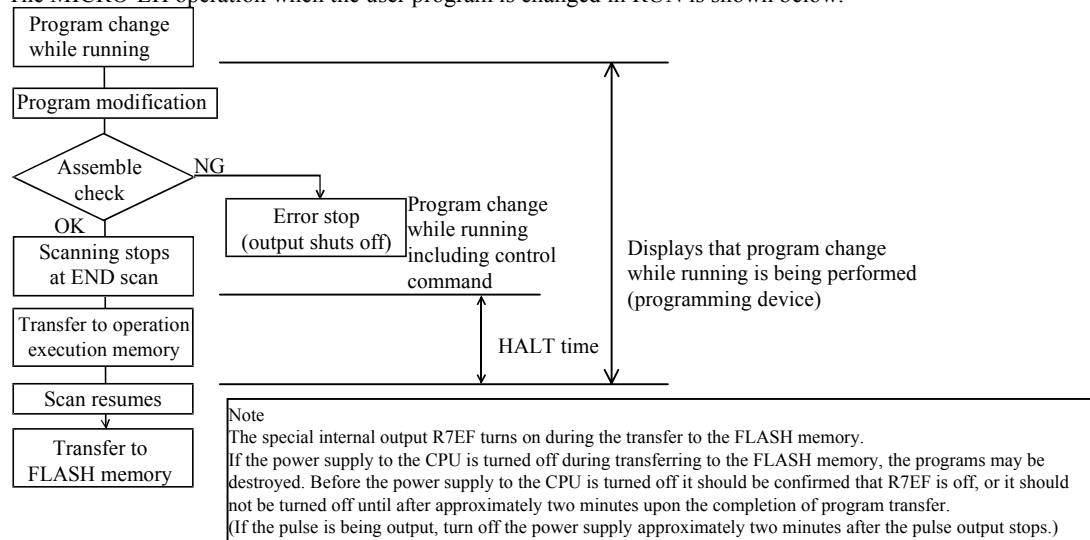 The MICRO-EH operation when the user program is changed in RUN is shown below.
Program change
while running
Program modification
Assemble
check
NG
OK
Error stop
(output shuts off)
Program change
while running
including control
command
Scanning stops
at END scan
Displays that program change
while running is being performed
(programming device)
Transfer to operation
execution memory
HALT time
Scan resumes
Transfer to
FLASH memory
Note
The special internal output R7EF turns on during the transfer to the FLASH memory.
If the power supply to the CPU is turned off during transferring to the FLASH memory, the programs may be
destroyed. Before the power supply to the CPU is turned off it should be confirmed that R7EF is off, or it should
not be turned off until after approximately two minutes upon the completion of program transfer.
(If the pulse is being output, turn off the power supply approximately two minutes after the pulse output stops.)